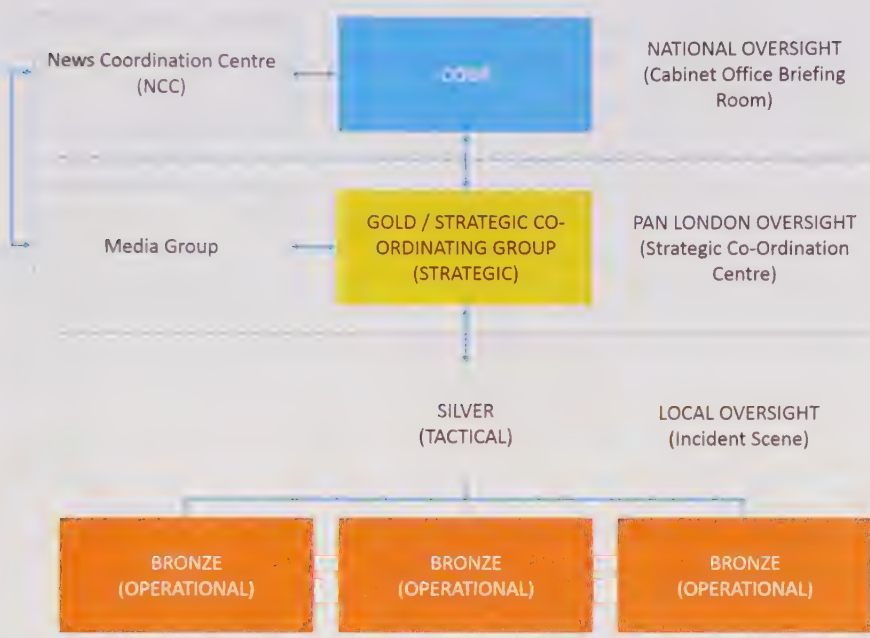 News Coordination Centre
(NCC)
NATIONAL OVERSIGHT
(Cabinet Office Briefing
Room)
Media Group
GOLD / STRATEGIC CO-
ORDINATING GROUP
(STRATEGIC)
PAN LONDON OVERSIGHT
(Strategic Co-Ordination
Centre)
SILVER
(TACTICAL)
LOCAL OVERSIGHT
(Incident Scene)
BRONZE
(OPERATIONAL)
BRONZE
(OPERATIONAL)
BRONZE
(OPERATIONAL)